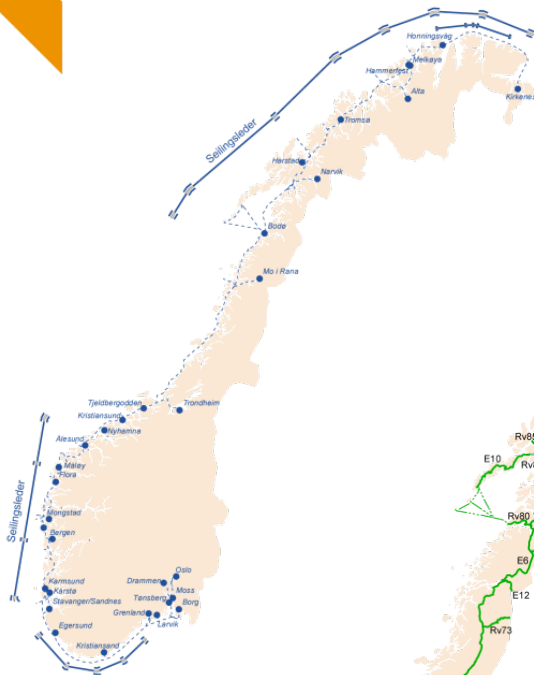 Honningsvåg
Melkøya
Hammerfest
Alta
Kirkenes
Tromsø
Seilingsleder
Harstad
Narvik
Bodø
Mo i Rana
Tjeldbergodden
Trondheim
Kristiansund
Nyhamna
Ålesund
Måløy
Florø
Mongstad
Bergen
Seilingsleder
Karmsund
Kårstø
Stavanger/Sandnes
Egersund
Kristiansand
Oslo
Drammen
Moss
Tønsberg
Borg
Grenland
Larvik
E10
Rv80
E6
E12
Rv73